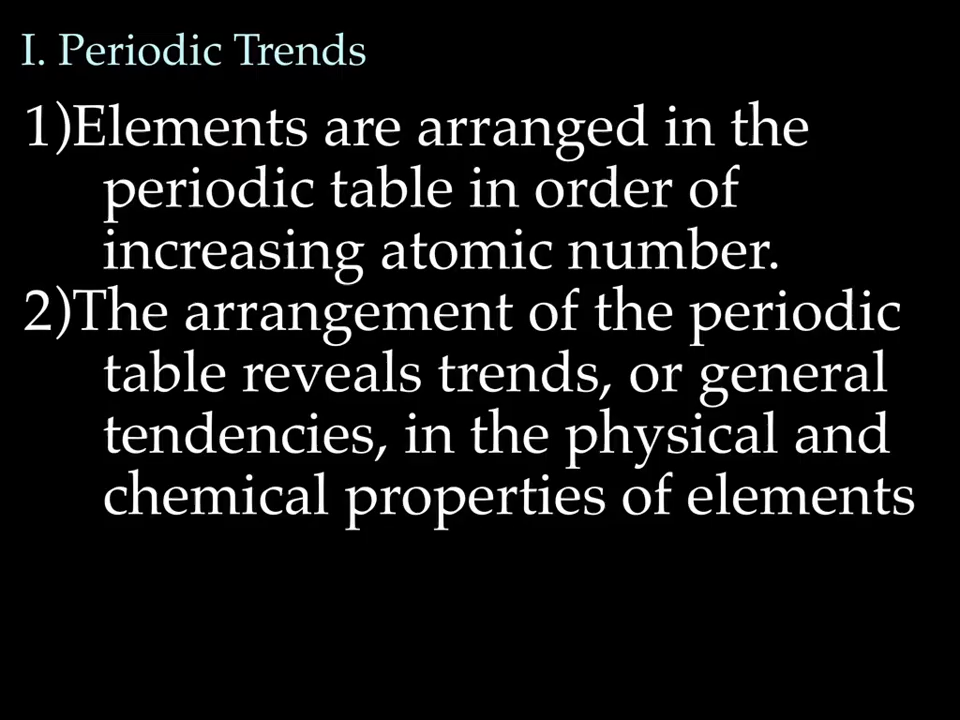 I. Periodic Trends
1)Elements are arranged in the
periodic table in order of
increasing atomic number.
2)The arrangement of the periodic
table reveals trends, or general
tendencies, in the physical and
chemical properties of elements